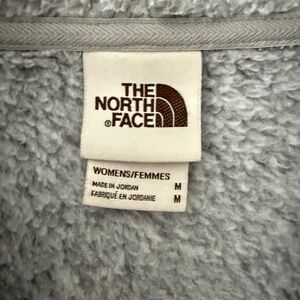 THE
NORTH
®FACE
WOMENS/FEMMES
MADE IN JORDAN M
FABRIQUÉ EN JORDANIE M